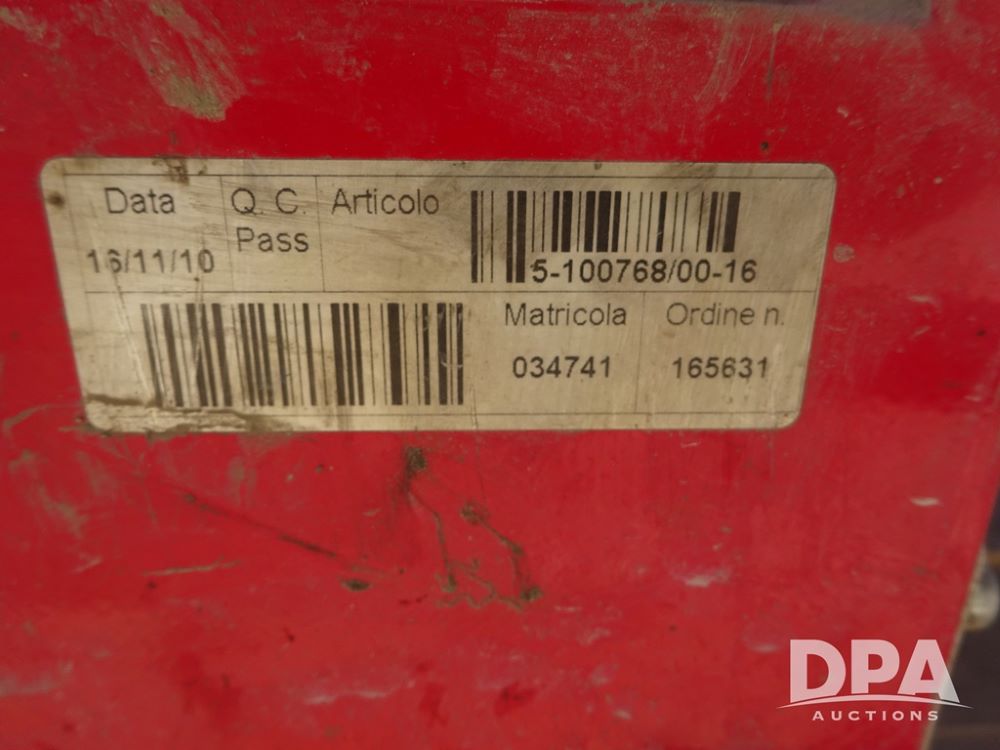 Data
Q. C. Pass
Articolo
16/11/10
5-100768/00-16
Matricola
Ordine n.
034741
165631
DPA
AUCTIONS